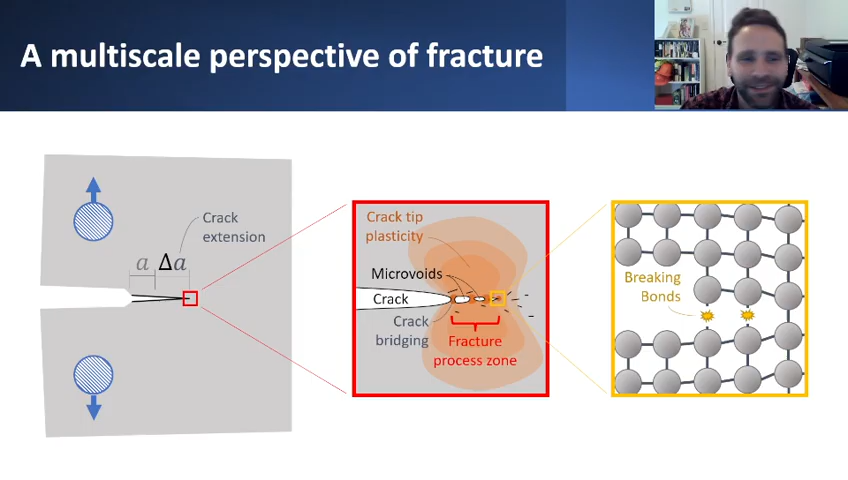 A multiscale perspective of fracture
Crack
extension
a Δa
Crack tip
plasticity
Microvoids
Crack
Crack
bridging
Fracture
process zone
Breaking
Bonds